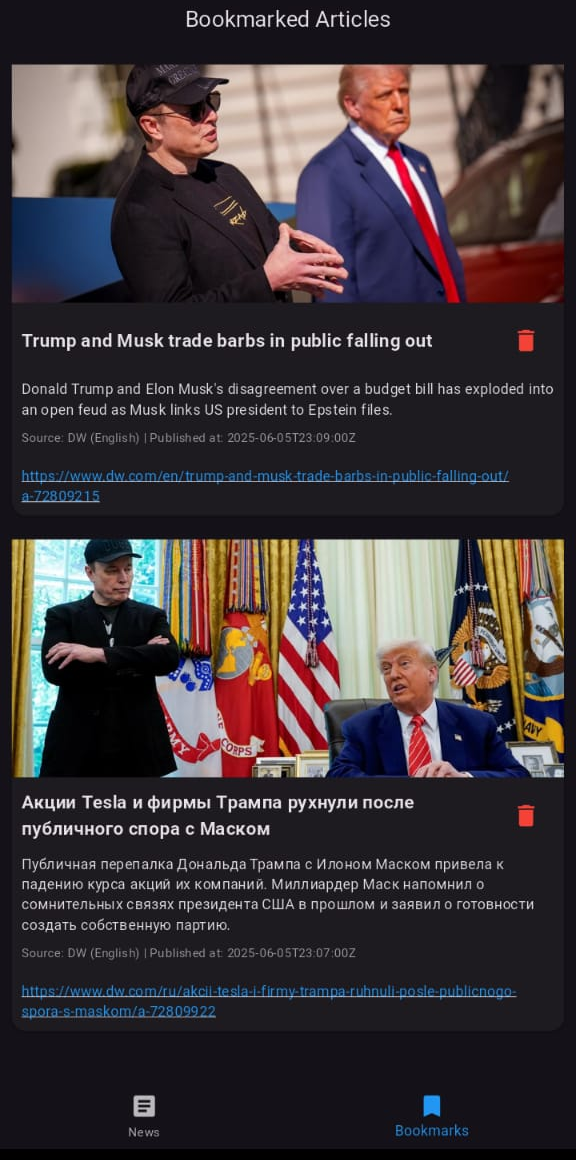 Bookmarked Articles
Trump and Musk trade barbs in public falling out
Donald Trump and Elon Musk's disagreement over a budget bill has exploded into
an open feud as Musk links US president to Epstein files.
Source: DW (English) | Published at: 2025-06-05T23:09:00Z
https://www.dw.com/en/trump-and-musk-trade-barbs-in-public-falling-out/
a-72809215
ARMY
CORPS
NAVY
Акции Tesla и фирмы Трампа рухнули после
публичного спора с Маском
Публичная перепалка Дональда Трампа с Илоном Маском привела к
падению курса акций их компаний. Миллиардер Маск напомнил о
сомнительных связях президента США в прошлом и заявил о готовности
создать собственную партию.
Source: DW (English) | Published at: 2025-06-05T23:07:00Z
https://www.dw.com/ru/akcii-tesla-i-firmy-trampa-ruhnuli-posle-publicnogo-
spora-s-maskom/a-72809922
News
Bookmarks